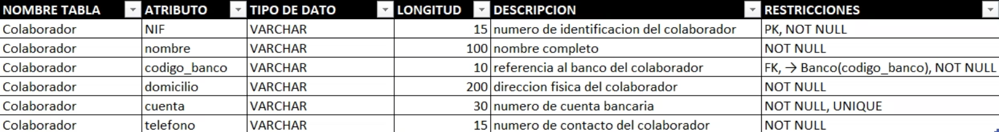 NOMBRE TABLA ATRIBUTO TIPO DE DATO LONGITUD DESCRIPCION RESTRICCIONES
Colaborador NIF VARCHAR 15 numero de identificacion del colaborador PK, NOT NULL
Colaborador nombre VARCHAR 100 nombre completo NOT NULL
Colaborador codigo_banco VARCHAR 10 referencia al banco del colaborador FK, → Banco(codigo_banco), NOT NULL
Colaborador domicilio VARCHAR 200 direccion fisica del colaborador NOT NULL
Colaborador cuenta VARCHAR 30 numero de cuenta bancaria NOT NULL, UNIQUE
Colaborador telefono VARCHAR 15 numero de contacto del colaborador NOT NULL